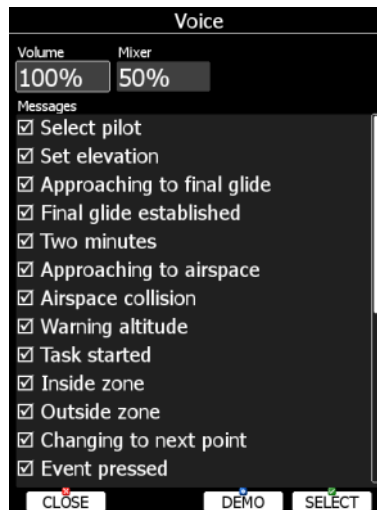 Voice
Volume Mixer
100% 50%
Messages
Select pilot
Set elevation
Approaching to final glide
Final glide established
Two minutes
Approaching to airspace
Airspace collision
Warning altitude
Task started
Inside zone
Outside zone
Changing to next point
Event pressed
CLOSE DEMO SELECT